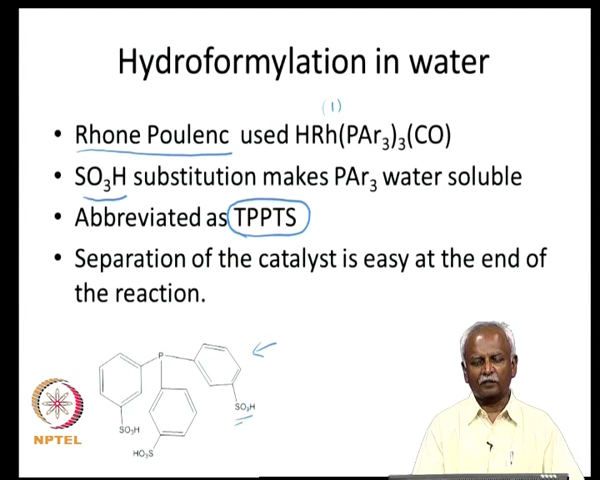 Hydroformylation in water
(1)
• Rhone Poulenc used HRh(PAr₃)₃(CO)
• SO₃H substitution makes PAr₃ water soluble
• Abbreviated as TPPTS
• Separation of the catalyst is easy at the end of
the reaction.
P
SO₃H
SO₃H
HO₃S
NPTEL